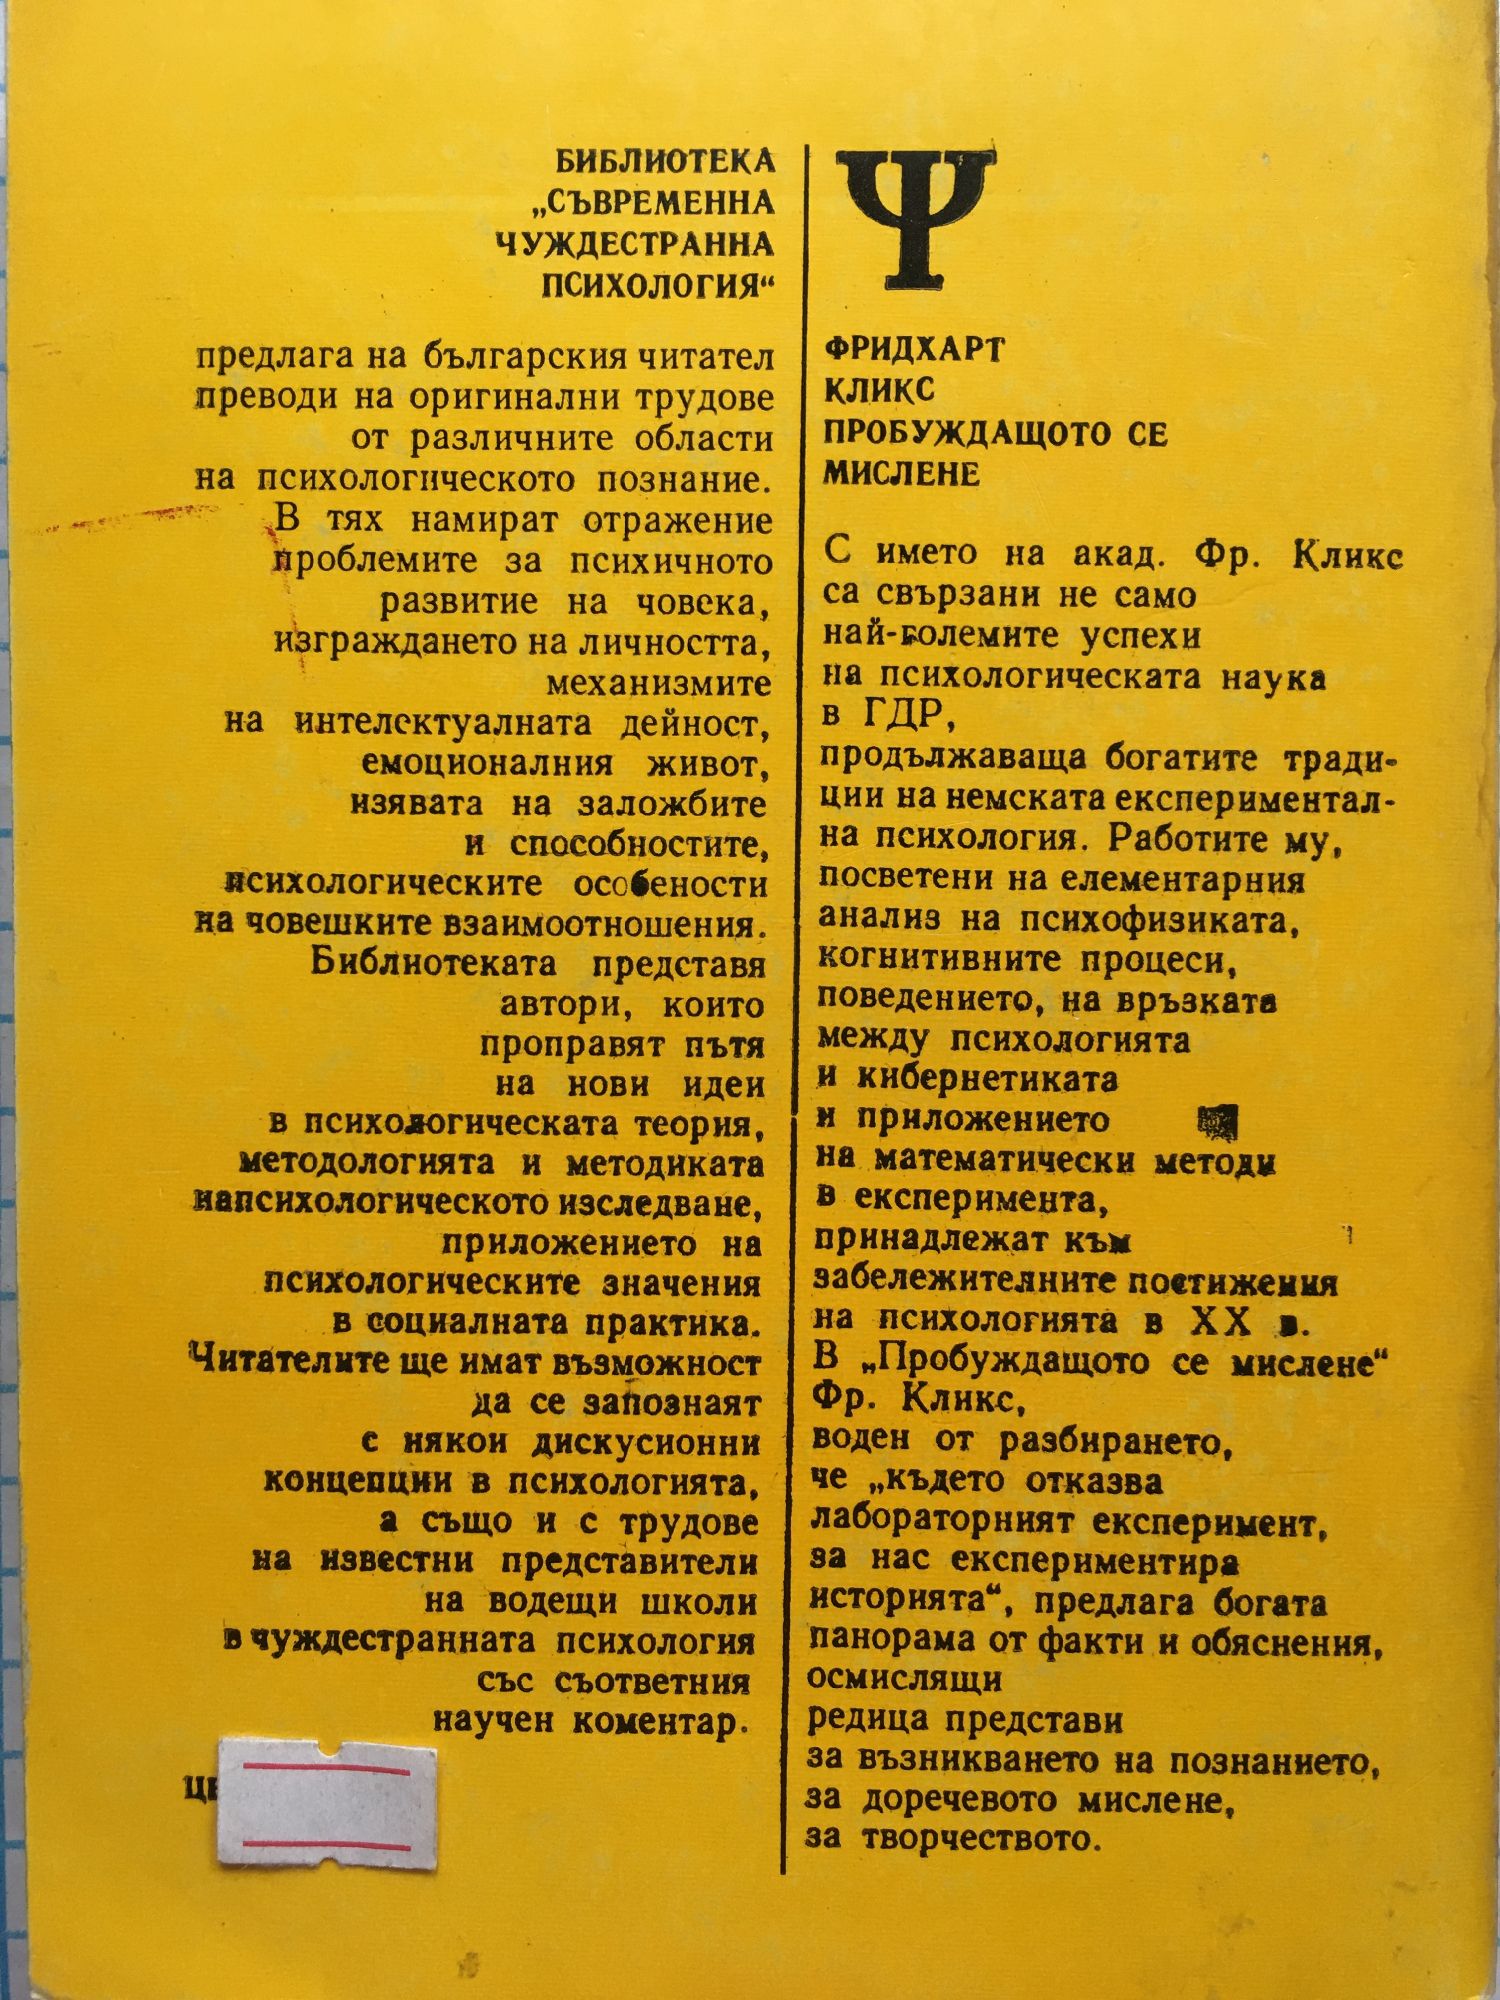 БИБЛИОТЕКА
„СЪВРЕМЕННА
ЧУЖДЕСТРАННА
ПСИХОЛОГИЯ“
предлага на българския читател
преводи на оригинални трудове
от различните области
на психологическото познание.
В тях намират отражение
проблемите за психичното
развитие на човека,
изграждането на личността,
механизмите
на интелектуалната дейност,
емоционалния живот,
изявата на заложбите
и способностите,
психологическите особености
на човешките взаимоотношения.
Библиотеката представя
автори, които
проправят пътя
на нови идеи
в психологическата теория,
методологията и методиката
напсихологическото изследване,
приложението на
психологическите значения
в социалната практика.
Читателите ще имат възможност
да се запознаят
с някои дискусионни
концепции в психологията,
а също и с трудове
на известни представители
на водещи школи
в чуждестранната психология
със съответния
научен коментар.
Ψ
ФРИДХАРТ
КЛИКС
ПРОБУЖДАЩОТО СЕ
МИСЛЕНЕ
С името на акад. Фр. Кликс
са свързани не само
най-големите успехи
на психологическата наука
в ГДР,
продължаваща богатите тради-
ции на немската експериментал-
на психология. Работите му,
посветени на елементарния
анализ на психофизиката,
когнитивните процеси,
поведението, на връзката
между психологията
и кибернетиката
и приложението
на математически методи
в експеримента,
принадлежат към
забележителните постижения
на психологията в XX в.
В „Пробуждащото се мислене“
Фр. Кликс,
воден от разбирането,
че „където отказва
лабораторният експеримент,
за нас експериментира
историята“, предлага богата
панорама от факти и обяснения,
осмислящи
редица представи
за възникването на познанието,
за доречевото мислене,
за творчеството.